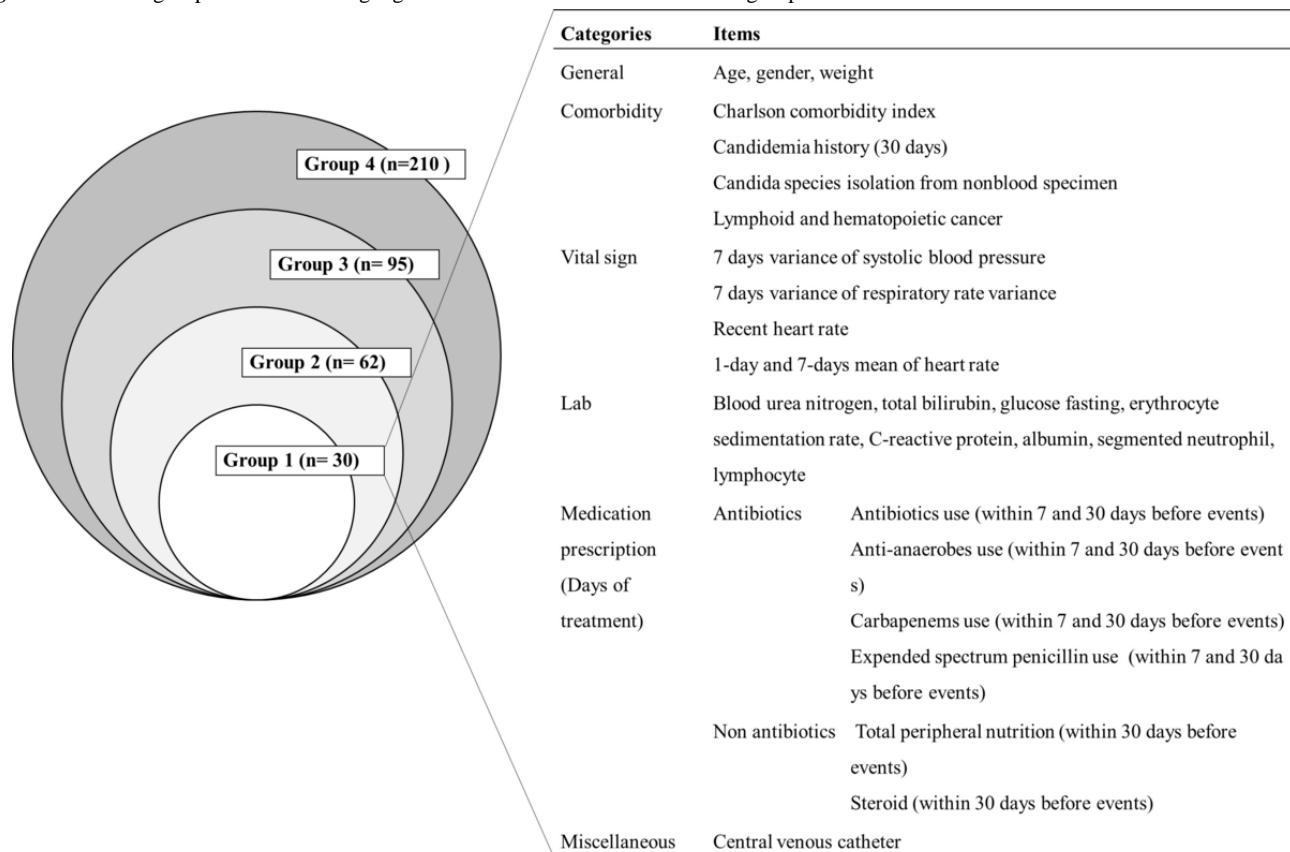 Group 4 (n=210 )
Group 3 (n= 95)
Group 2 (n= 62)
Group 1 (n= 30)
Categories Items
General Age, gender, weight
Comorbidity Charlson comorbidity index
Candidemia history (30 days)
Candida species isolation from nonblood specimen
Lymphoid and hematopoietic cancer
Vital sign 7 days variance of systolic blood pressure
7 days variance of respiratory rate variance
Recent heart rate
1-day and 7-days mean of heart rate
Lab Blood urea nitrogen, total bilirubin, glucose fasting, erythrocyte
sedimentation rate, C-reactive protein, albumin, segmented neutrophil,
lymphocyte
Medication Antibiotics Antibiotics use (within 7 and 30 days before events)
prescription Anti-anaerobes use (within 7 and 30 days before event
(Days of s)
treatment) Carbapenems use (within 7 and 30 days before events)
Expended spectrum penicillin use (within 7 and 30 da
ys before events)
Non antibiotics Total peripheral nutrition (within 30 days before
events)
Steroid (within 30 days before events)
Miscellaneous Central venous catheter